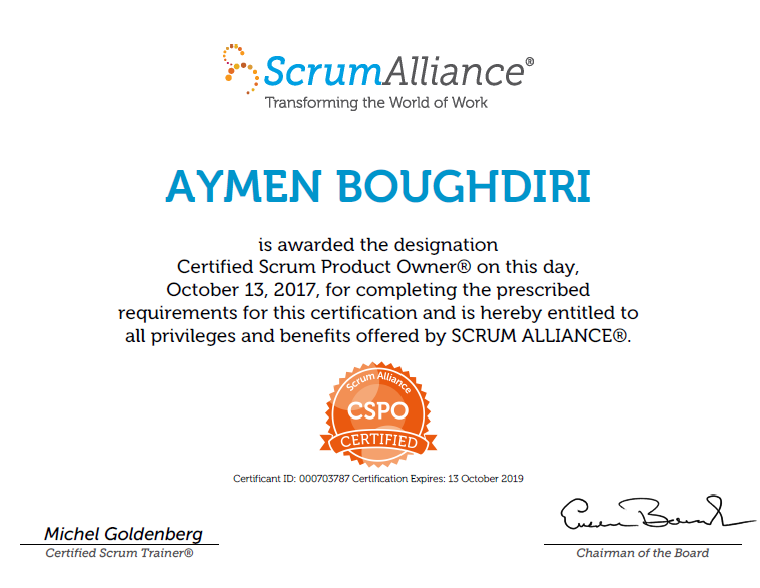 ScrumAlliance®
Transforming the World of Work
AYMEN BOUGHDIRI
is awarded the designation
Certified Scrum Product Owner® on this day,
October 13, 2017, for completing the prescribed
requirements for this certification and is hereby entitled to
all privileges and benefits offered by SCRUM ALLIANCE®.
Scrum Alliance
CSPO
CERTIFIED
Certificant ID: 000703787 Certification Expires: 13 October 2019
Michel Goldenberg
Certified Scrum Trainer®
Chairman of the Board